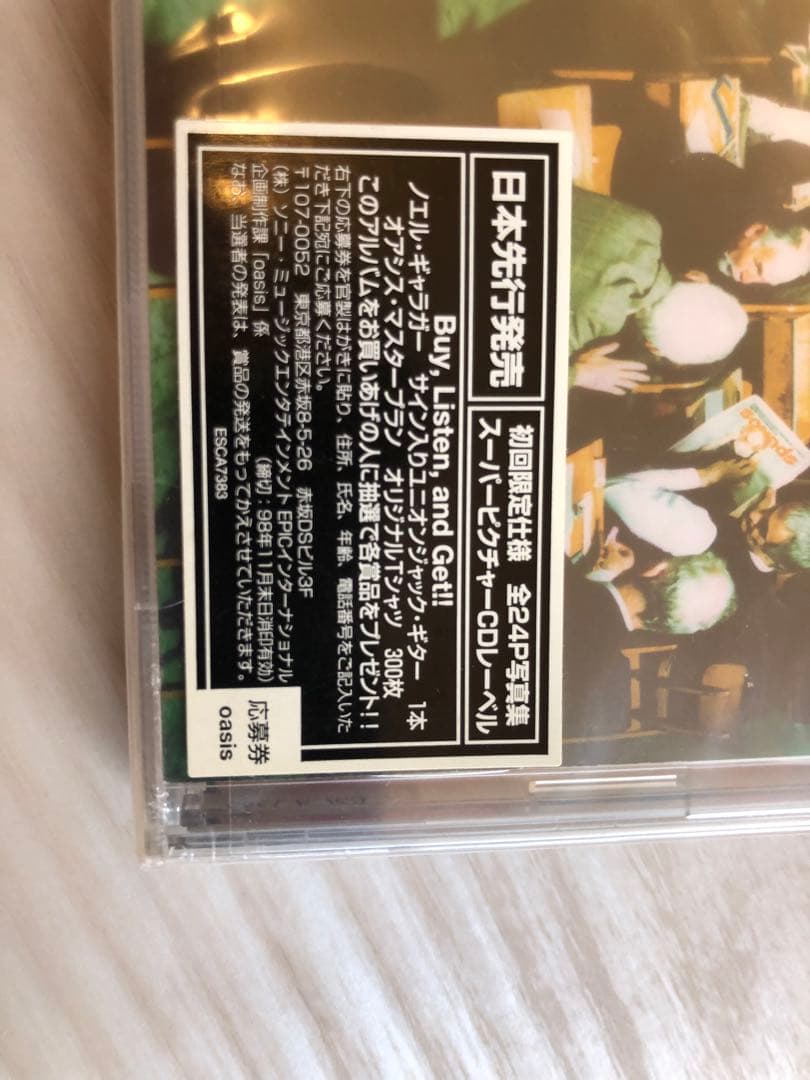 日本先行発売
初回限定仕様 全24P写真集
スーパーピクチャーCDレーベル
Buy, Listen, and Get!!
ノエル・ギャラガー サイン入りユニオンジャック・ギター 1本
オアシス・マスタープラン オリジナルTシャツ 300枚
このアルバムをお買いあげの人に抽選で各賞品をプレゼント!!
右下の応募券を官製はがきに貼り、住所、氏名、年齢、電話番号をご記入いた
だき下記宛にご応募ください。
〒107-0052 東京都港区赤坂8-5-26 赤坂DSビル3F
(株)ソニー・ミュージックエンタテインメント EPICインターナショナル
企画制作課「oasis」係 (締切:98年11月末日消印有効)
なお、当選者の発表は、賞品の発送をもってかえさせていただきます。
ESCA7383
応募券
oasis